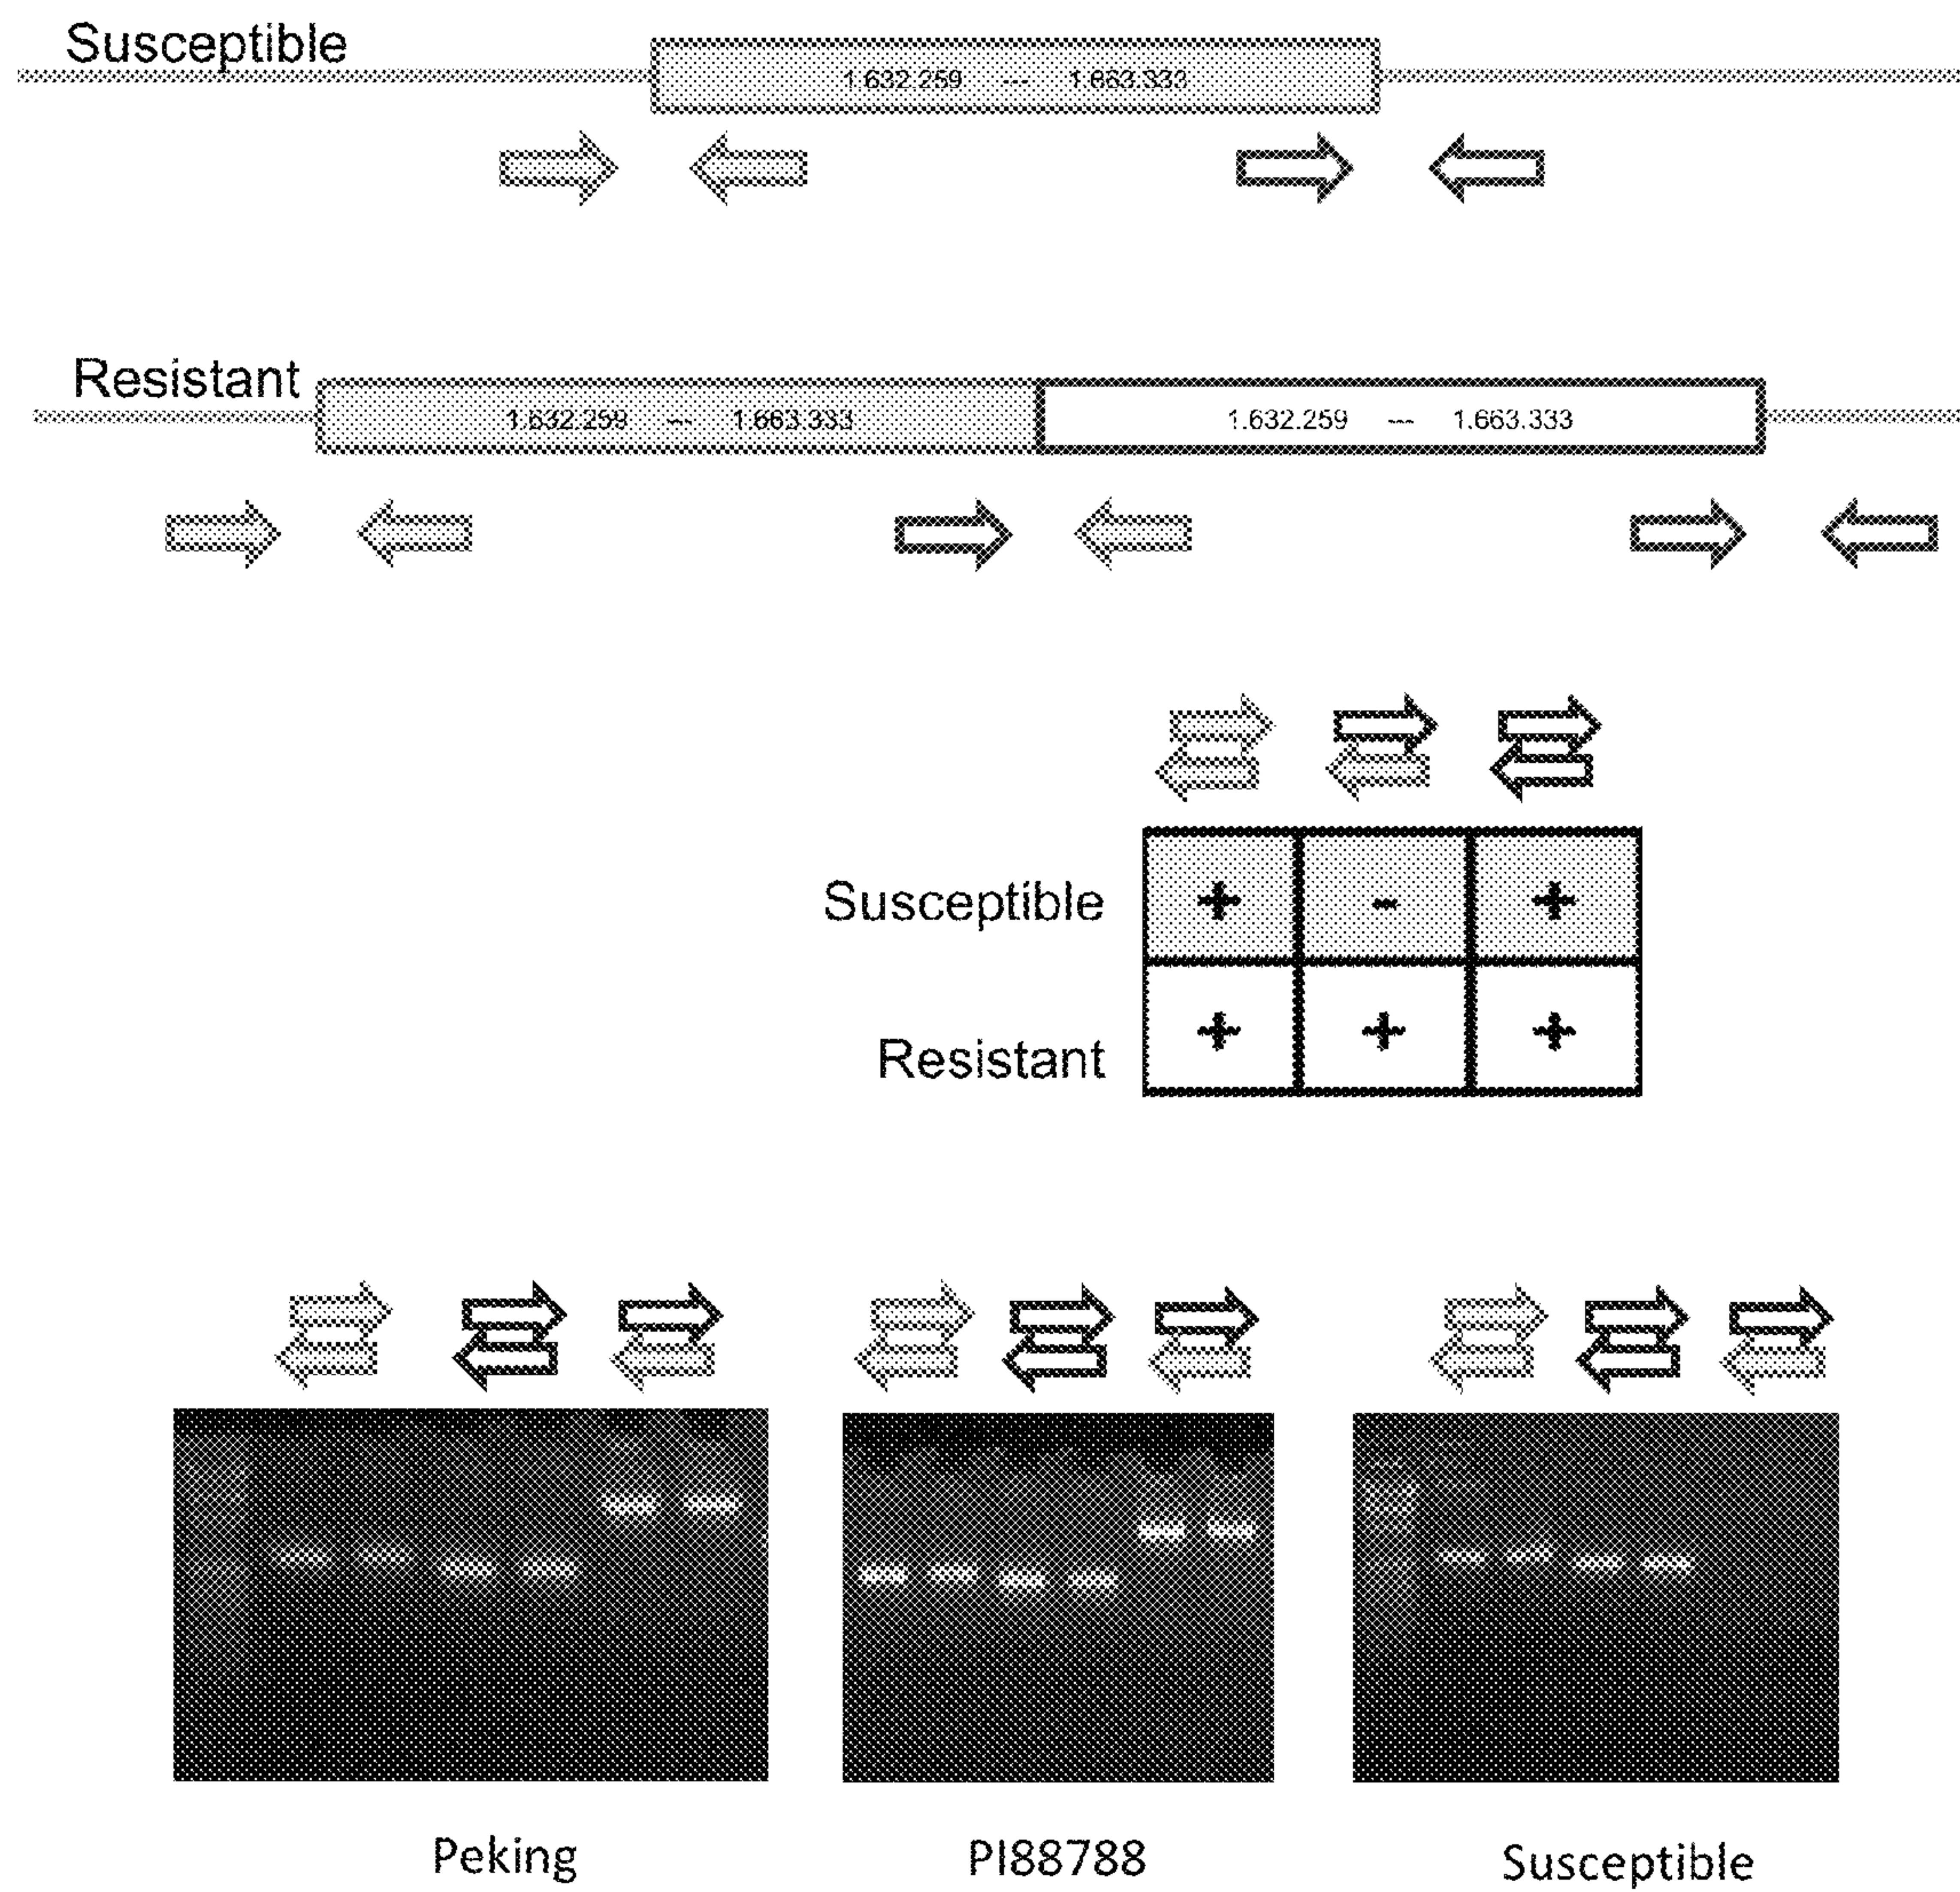 Susceptible
1.632.259 --- 1.663.333
Resistant
1.632.259 --- 1.663.333 1.632.259 --- 1.663.333
Susceptible + - +
Resistant + + +
Peking PI88788 Susceptible